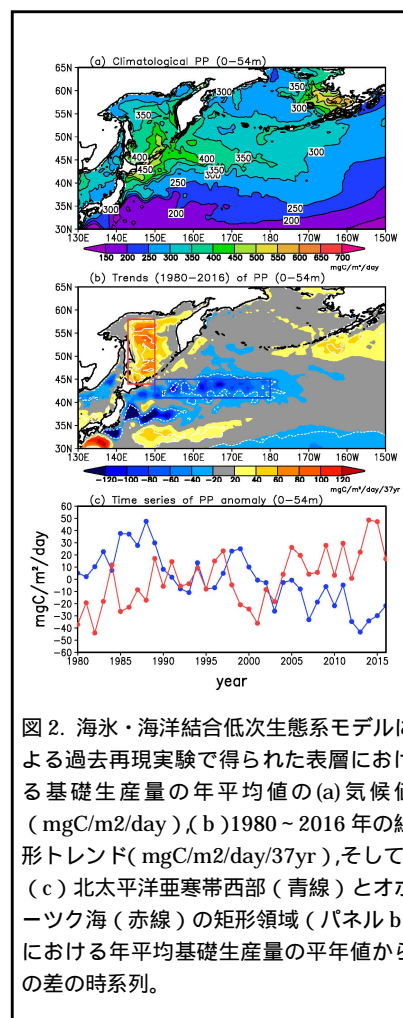 (a) Climatological PP (0−54m)
65N
60N
55N
50N
45N
40N
35N
30N
350
300
350
300
400
450
400
350
350
300
300
250
250
300
200
200
130E 140E 150E 160E 170E 180 170W 160W 150W
150 200 250 300 350 400 450 500 550 600 650 700
mgC/m²/day
(b) Trends (1980−2016) of PP (0−54m)
65N
60N
55N
50N
45N
40N
35N
30N
130E 140E 150E 160E 170E 180 170W 160W 150W
−120−100 −80 −60 −40 −20 20 40 60 80 100 120
mgC/m²/day/37yr
(c) Time series of PP anomaly (0−54m)
60
50
40
30
20
10
0
−10
−20
−30
−40
−50
−60
mgC/m²/day
1980 1985 1990 1995 2000 2005 2010 2015
year
図 2. 海氷・海洋結合低次生態系モデルに
よる過去再現実験で得られた表層におけ
る基礎生産量の年平均値の(a)気候値
（mgC/m2/day）,(b)1980～2016 年の線
形トレンド(mgC/m2/day/37yr),そして
（c）北太平洋亜寒帯西部（青線）とオホ
ーツク海（赤線）の矩形領域（パネル b
における年平均基礎生産量の平年値から
の差の時系列。